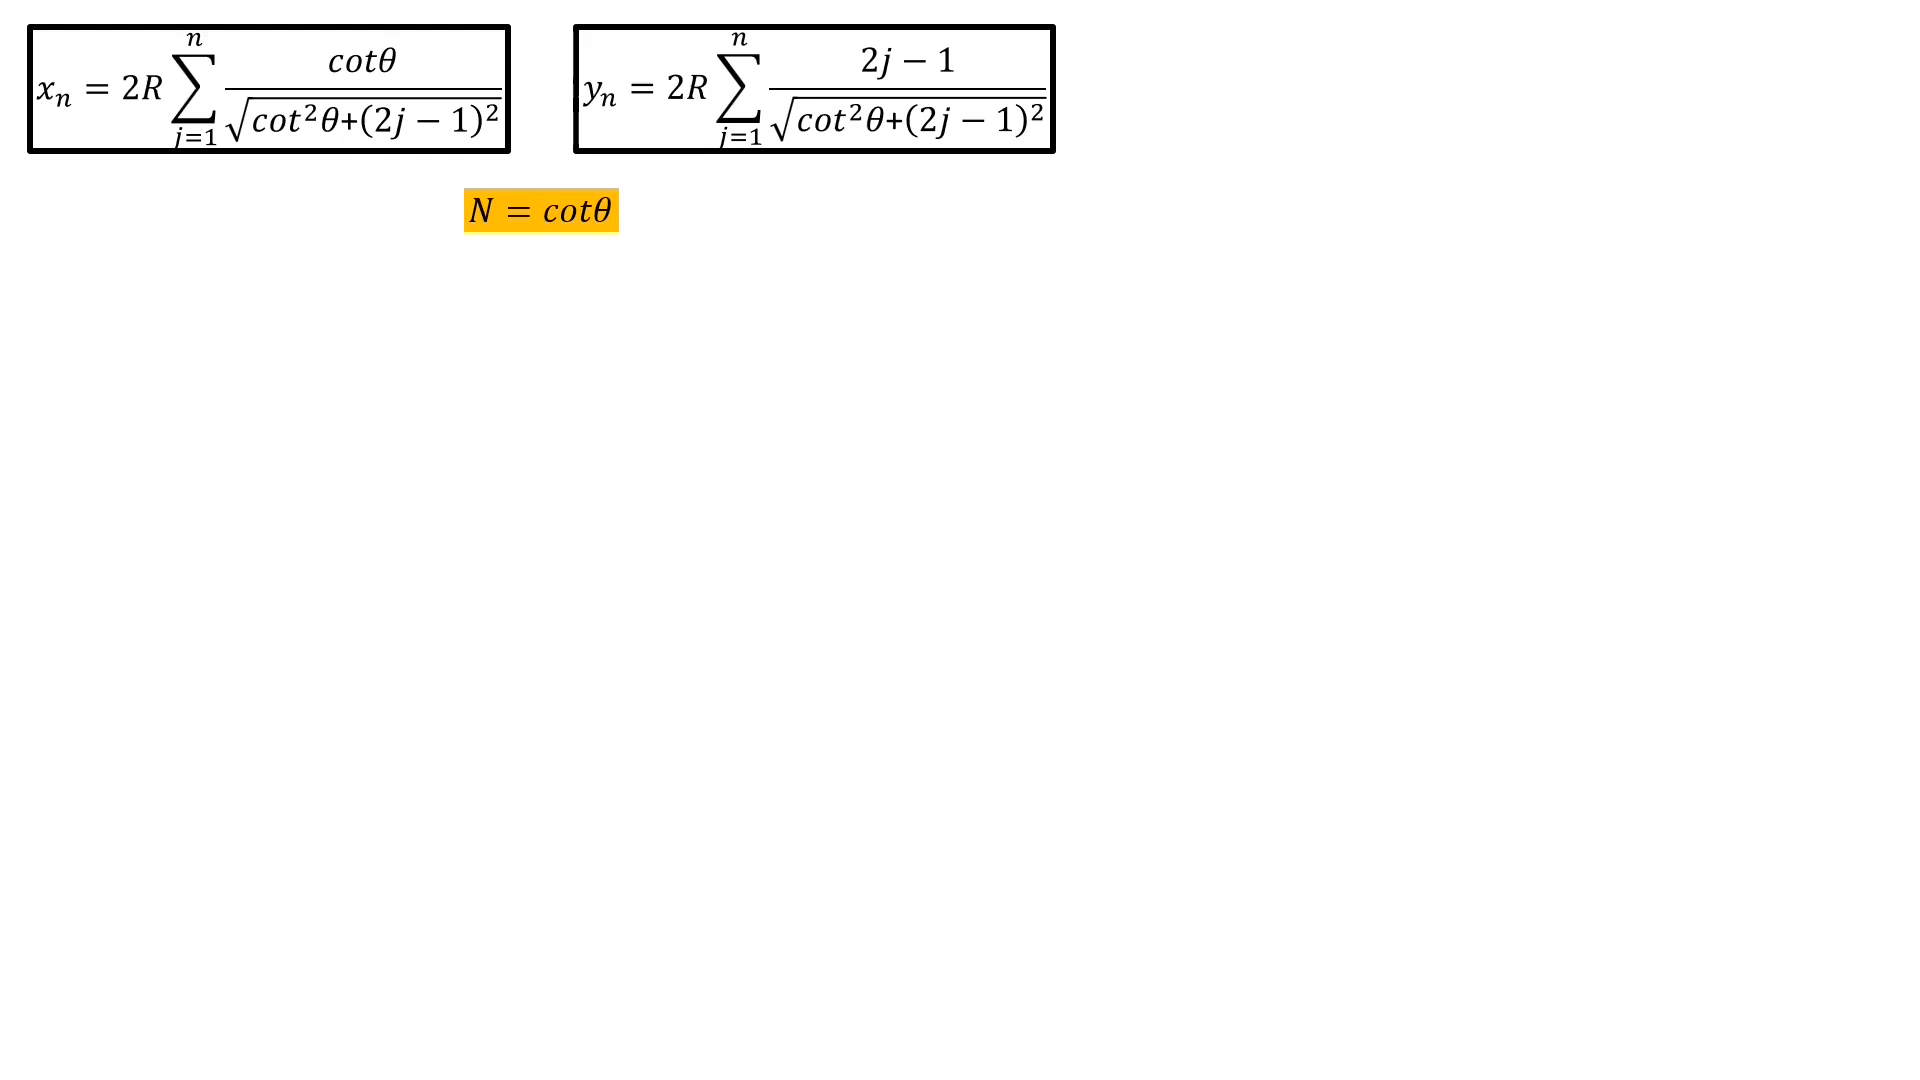 $x_n = 2R \sum_{j=1}^{n} \frac{cot\theta}{\sqrt{cot^2\theta+(2j-1)^2}}$
$y_n = 2R \sum_{j=1}^{n} \frac{2j-1}{\sqrt{cot^2\theta+(2j-1)^2}}$
$N = cot\theta$